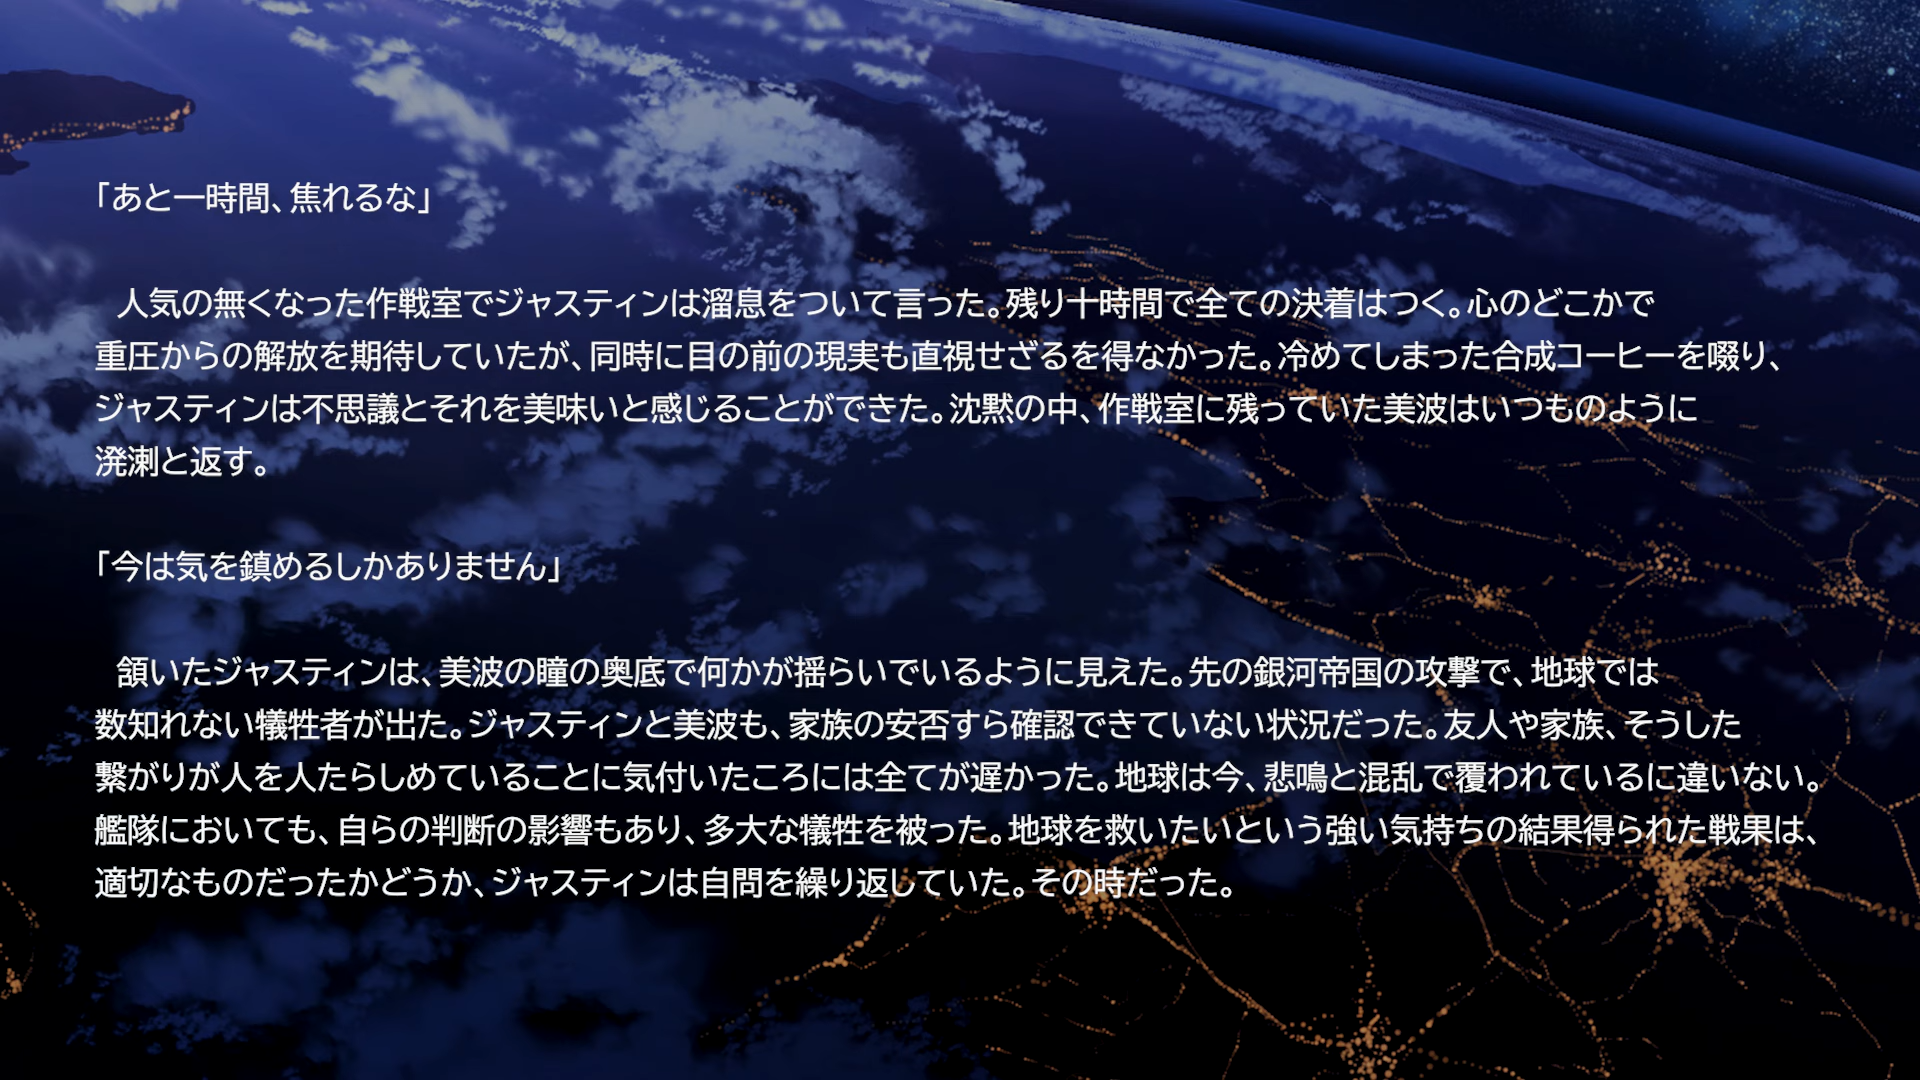 「あと一時間、焦れるな」
人気の無くなった作戦室でジャスティンは溜息をついて言った。残り十時間で全ての決着はつく。心のどこかで
重圧からの解放を期待していたが、同時に目の前の現実も直視せざるを得なかった。冷めてしまった合成コーヒーを啜り、
ジャスティンは不思議とそれを美味いと感じることができた。沈黙の中、作戦室に残っていた美波はいつものように
溌溂と返す。
「今は気を鎮めるしかありません」
頷いたジャスティンは、美波の瞳の奥底で何かが揺らいでいるように見えた。先の銀河帝国の攻撃で、地球では
数知れない犠牲者が出た。ジャスティンと美波も、家族の安否すら確認できていない状況だった。友人や家族、そうした
繋がりが人を人たらしめていることに気付いたころには全てが遅かった。地球は今、悲鳴と混乱で覆われているに違いない。
艦隊においても、自らの判断の影響もあり、多大な犠牲を被った。地球を救いたいという強い気持ちの結果得られた戦果は、
適切なものだったかどうか、ジャスティンは自問を繰り返していた。その時だった。